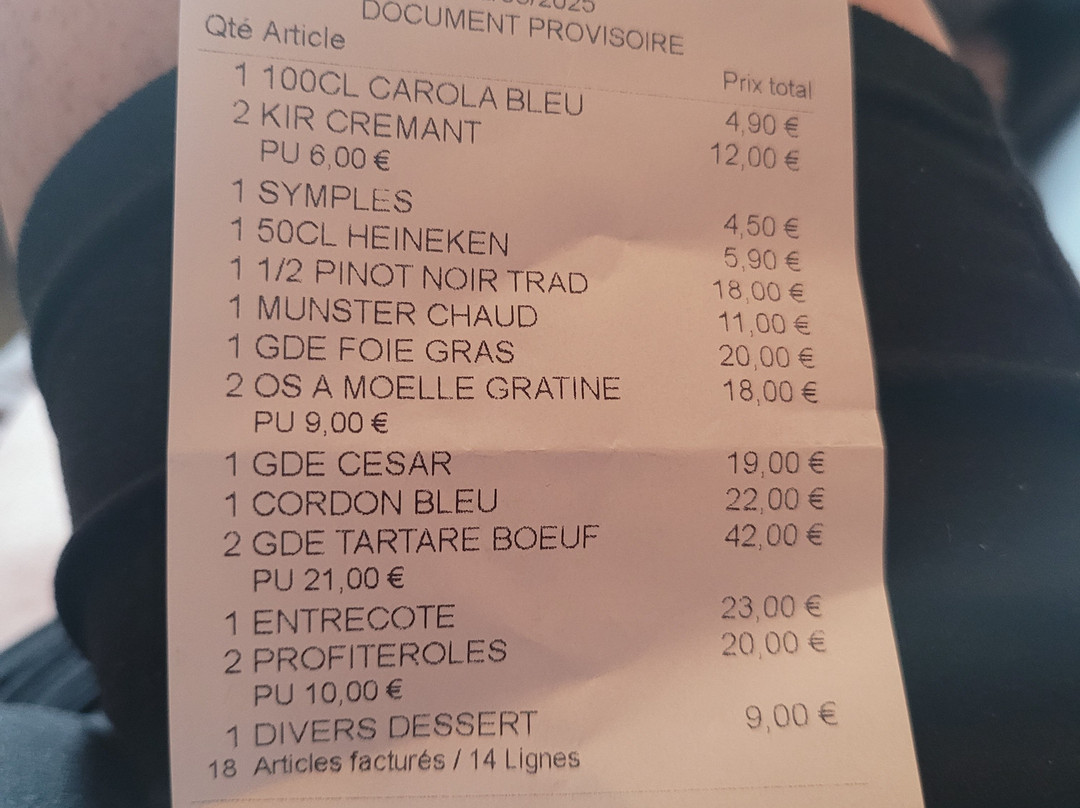 2025
DOCUMENT PROVISOIRE
Qté Article Prix total
1 100CL CAROLA BLEU 4,90 €
2 KIR CREMANT 12,00 €
PU 6,00 €
1 SYMPLES 4,50 €
1 50CL HEINEKEN 5,90 €
1 1/2 PINOT NOIR TRAD 18,00 €
1 MUNSTER CHAUD 11,00 €
1 GDE FOIE GRAS 20,00 €
2 OS A MOELLE GRATINE 18,00 €
PU 9,00 €
1 GDE CESAR 19,00 €
1 CORDON BLEU 22,00 €
2 GDE TARTARE BOEUF 42,00 €
PU 21,00 €
1 ENTRECOTE 23,00 €
2 PROFITEROLES 20,00 €
PU 10,00 €
1 DIVERS DESSERT 9,00 €
18 Articles facturés / 14 Lignes